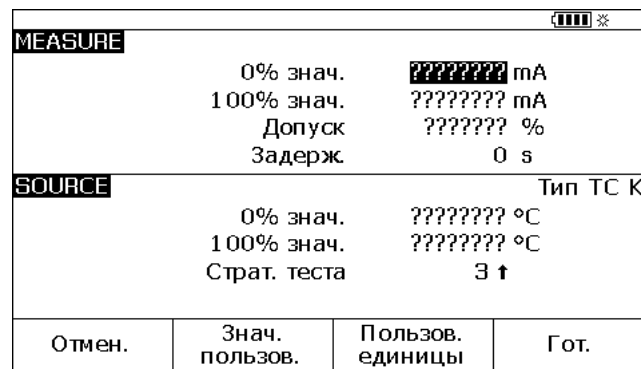 MEASURE
0% знач. ???????? mA
100% знач. ???????? mA
Допуск ??????? %
Задерж. 0 s
SOURCE Тип ТС K
0% знач. ???????? °C
100% знач. ???????? °C
Страт. теста 3 ↑
Отмен. Знач. пользов. Пользов. единицы Гот.